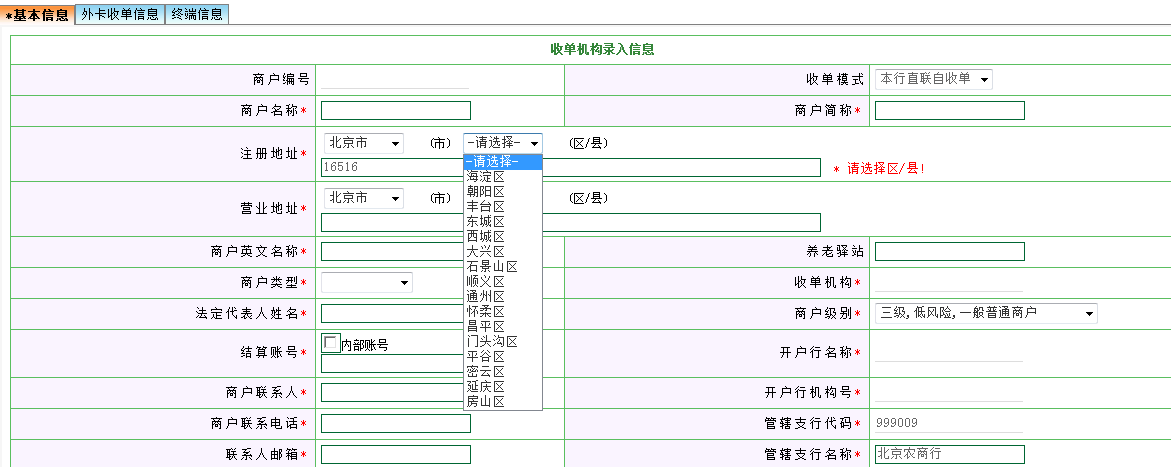 *基本信息 外卡收单信息 终端信息
收单机构录入信息
商户编号 收单模式 本行直联自收单
商户名称* 商户简称*
注册地址* 北京市 (市) -请选择- (区/县)
16516 * 请选择区/县!
-请选择-
海淀区
朝阳区
丰台区
东城区
西城区
大兴区
石景山区
顺义区
通州区
怀柔区
昌平区
门头沟区
平谷区
密云区
延庆区
房山区
营业地址* 北京市 (市) (区/县)
商户英文名称* 养老驿站
商户类型* 收单机构*
法定代表人姓名* 商户级别* 三级,低风险,一般普通商户
结算账号* 内部账号 开户行名称*
商户联系人* 开户行机构号*
商户联系电话* 管辖支行代码* 999009
联系人邮箱* 管辖支行名称* 北京农商行